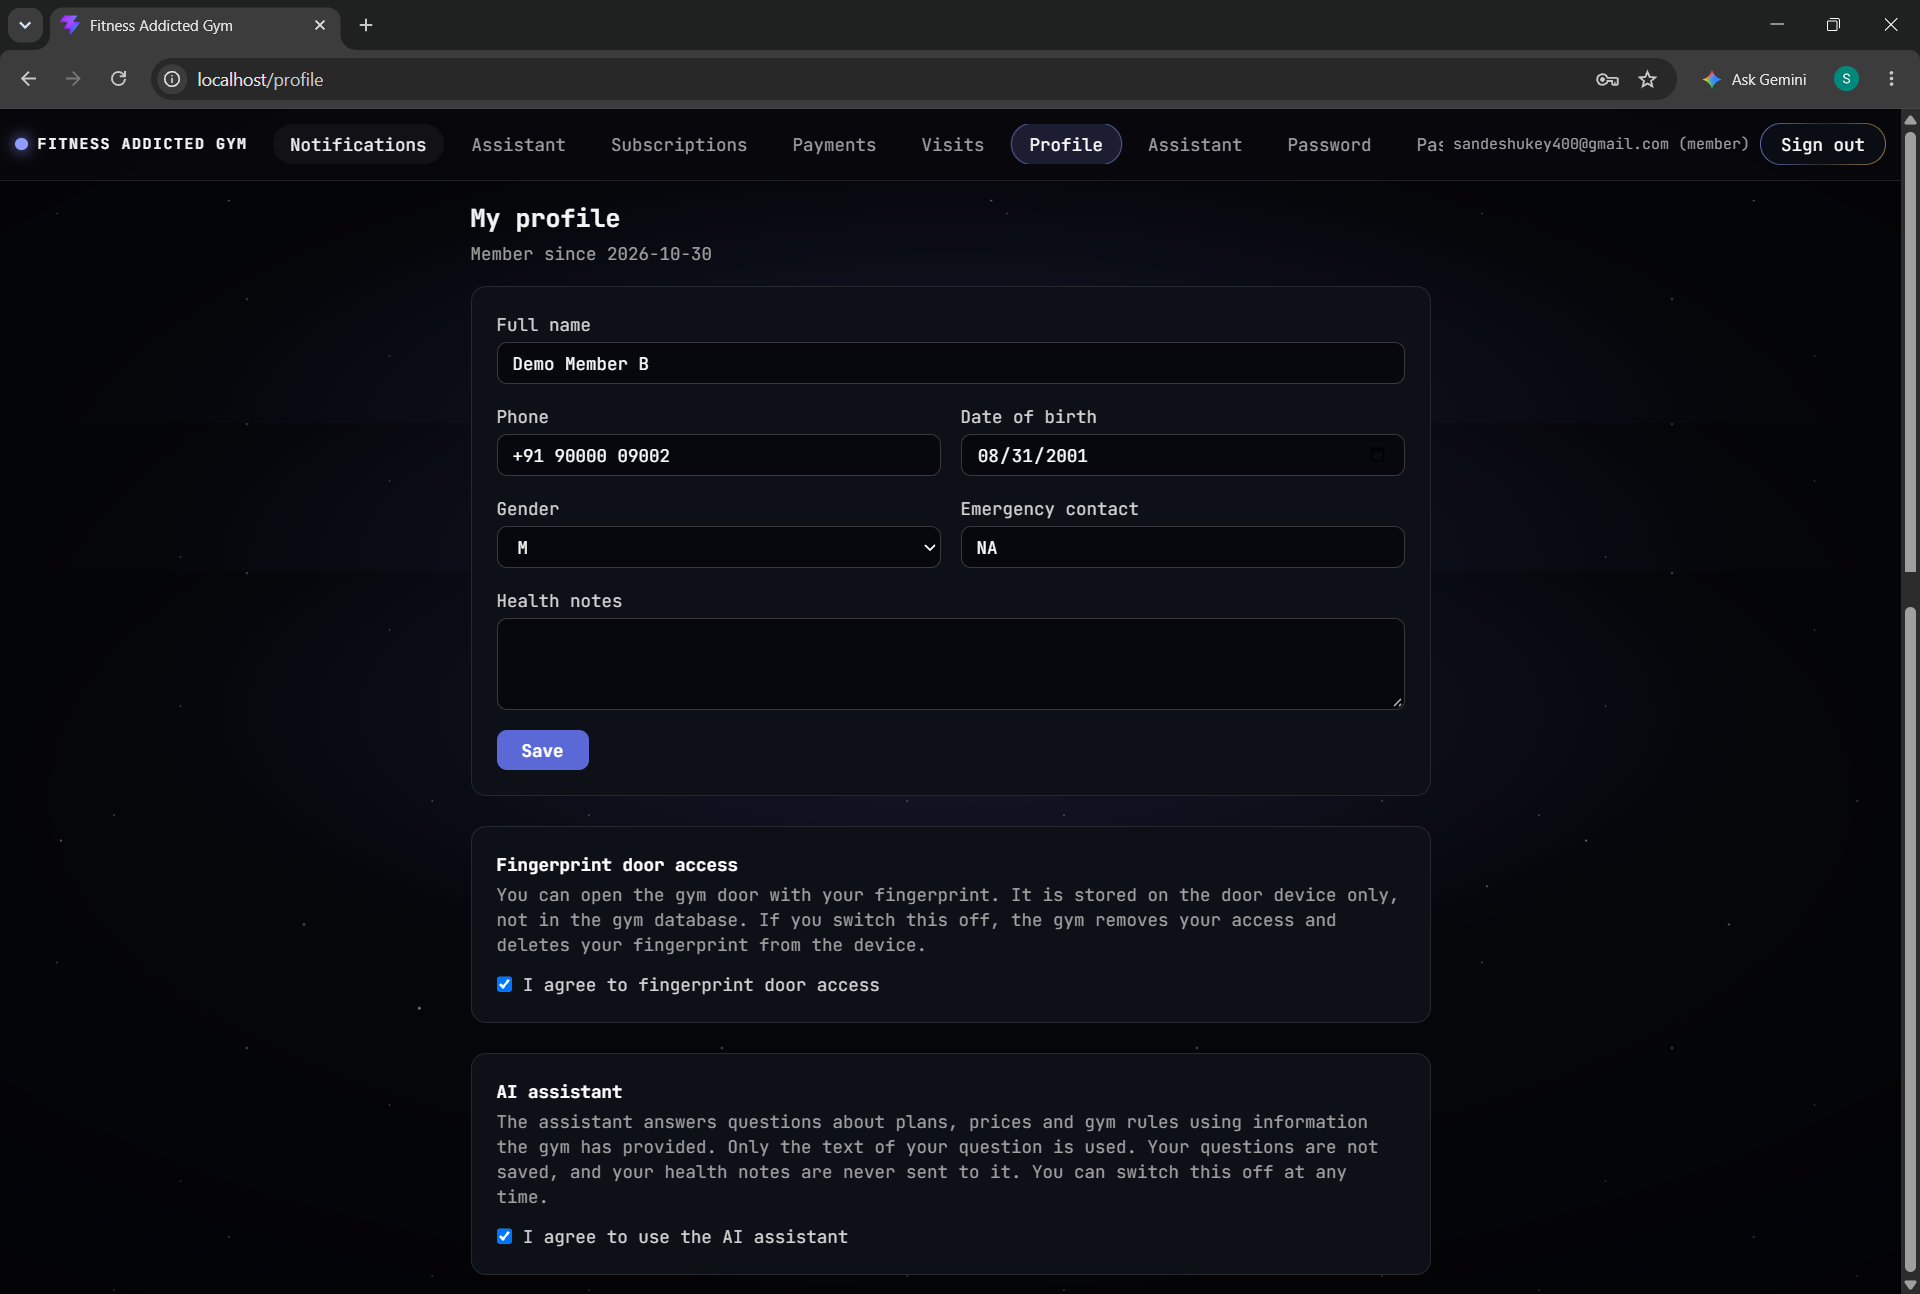 Fitness Addicted Gym
localhost/profile
Ask Gemini
S
FITNESS ADDICTED GYM
Notifications
Assistant
Subscriptions
Payments
Visits
Profile
Assistant
Password
Pas
sandeshukey400@gmail.com (member)
Sign out
My profile
Member since 2026-10-30
Full name
Demo Member B
Phone
Date of birth
+91 90000 09002
08/31/2001
Gender
Emergency contact
M
NA
Health notes
Save
Fingerprint door access
You can open the gym door with your fingerprint. It is stored on the door device only,
not in the gym database. If you switch this off, the gym removes your access and
deletes your fingerprint from the device.
I agree to fingerprint door access
AI assistant
The assistant answers questions about plans, prices and gym rules using information
the gym has provided. Only the text of your question is used. Your questions are not
saved, and your health notes are never sent to it. You can switch this off at any
time.
I agree to use the AI assistant